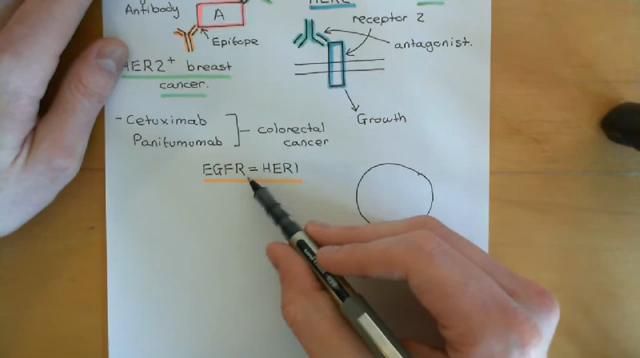 Antibody
A
Epitope
HER2
receptor 2
antagonist.
HER2+ breast
cancer.
Growth
- Cetuximab
Panitumumab
colorectal
cancer
EGFR = HER1